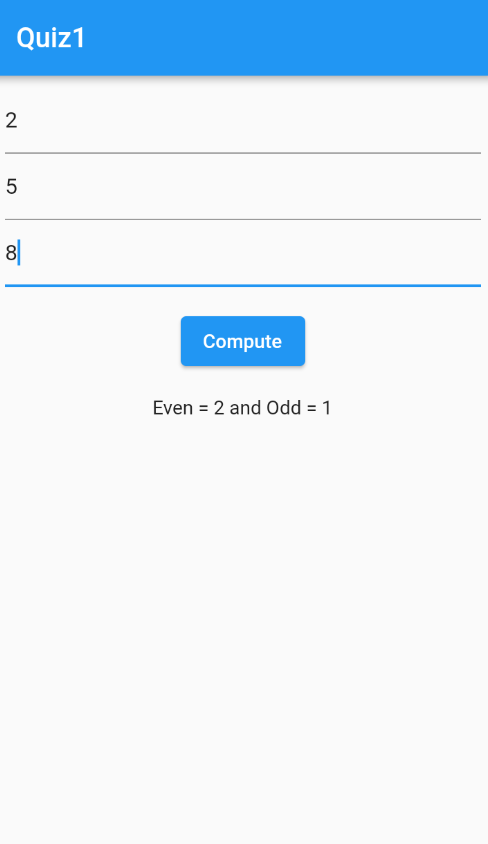 Quiz1
2
5
8
Compute
Even = 2 and Odd = 1